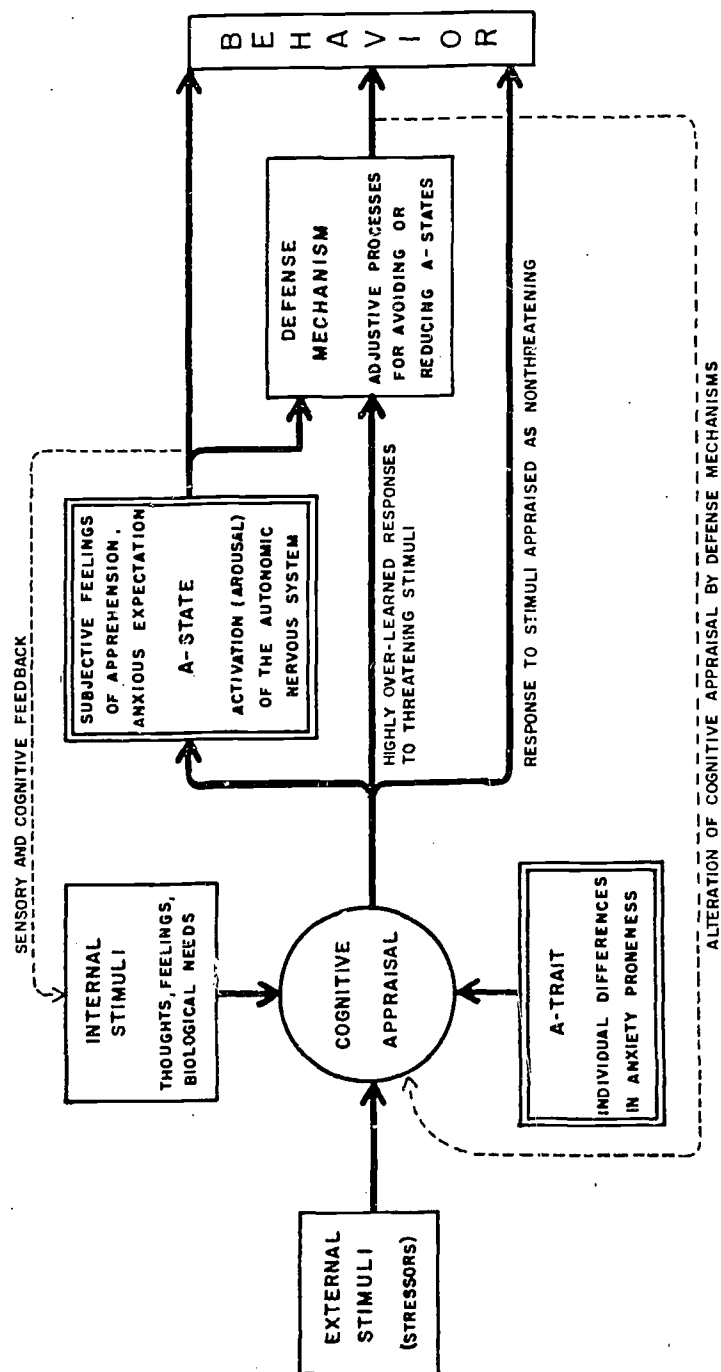 SENSORY AND COGNITIVE FEEDBACK
INTERNAL
STIMULI
THOUGHTS, FEELINGS,
BIOLOGICAL NEEDS
SUBJECTIVE FEELINGS
OF APPREHENSION,
ANXIOUS EXPECTATION
A-STATE
ACTIVATION (AROUSAL)
OF THE AUTONOMIC
NERVOUS SYSTEM
EXTERNAL
STIMULI
(STRESSORS)
COGNITIVE
APPRAISAL
HIGHLY OVER-LEARNED RESPONSES
TO THREATENING STIMULI
DEFENSE
MECHANISM
ADJUSTIVE PROCESSES
FOR AVOIDING OR
REDUCING A-STATES
BEHAVIOR
A-TRAIT
INDIVIDUAL DIFFERENCES
IN ANXIETY PRONENESS
RESPONSE TO STIMULI APPRAISED AS NONTHREATENING
ALTERATION OF COGNITIVE APPRAISAL BY DEFENSE MECHANISMS